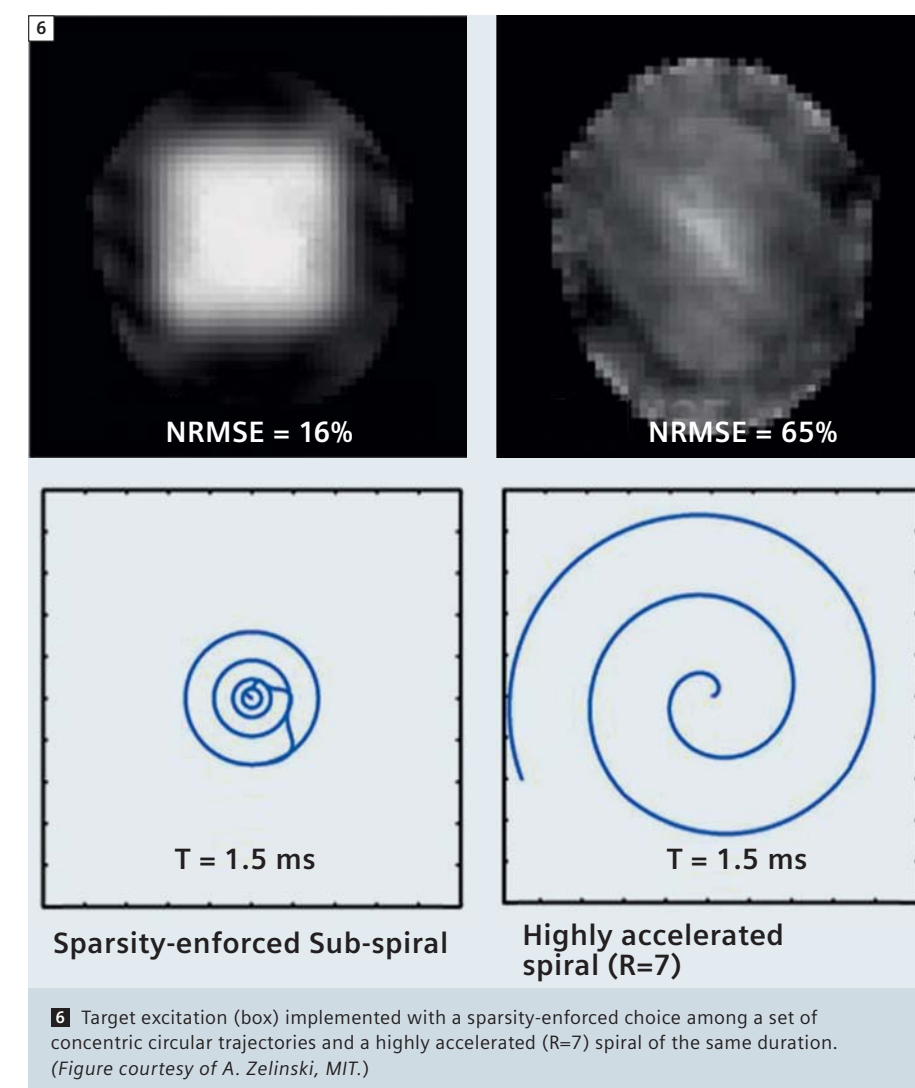 6
NRMSE = 16%
NRMSE = 65%
T = 1.5 ms
T = 1.5 ms
Sparsity-enforced Sub-spiral
Highly accelerated
spiral (R=7)
6 Target excitation (box) implemented with a sparsity-enforced choice among a set of
concentric circular trajectories and a highly accelerated (R=7) spiral of the same duration.
(Figure courtesy of A. Zelinski, MIT.)